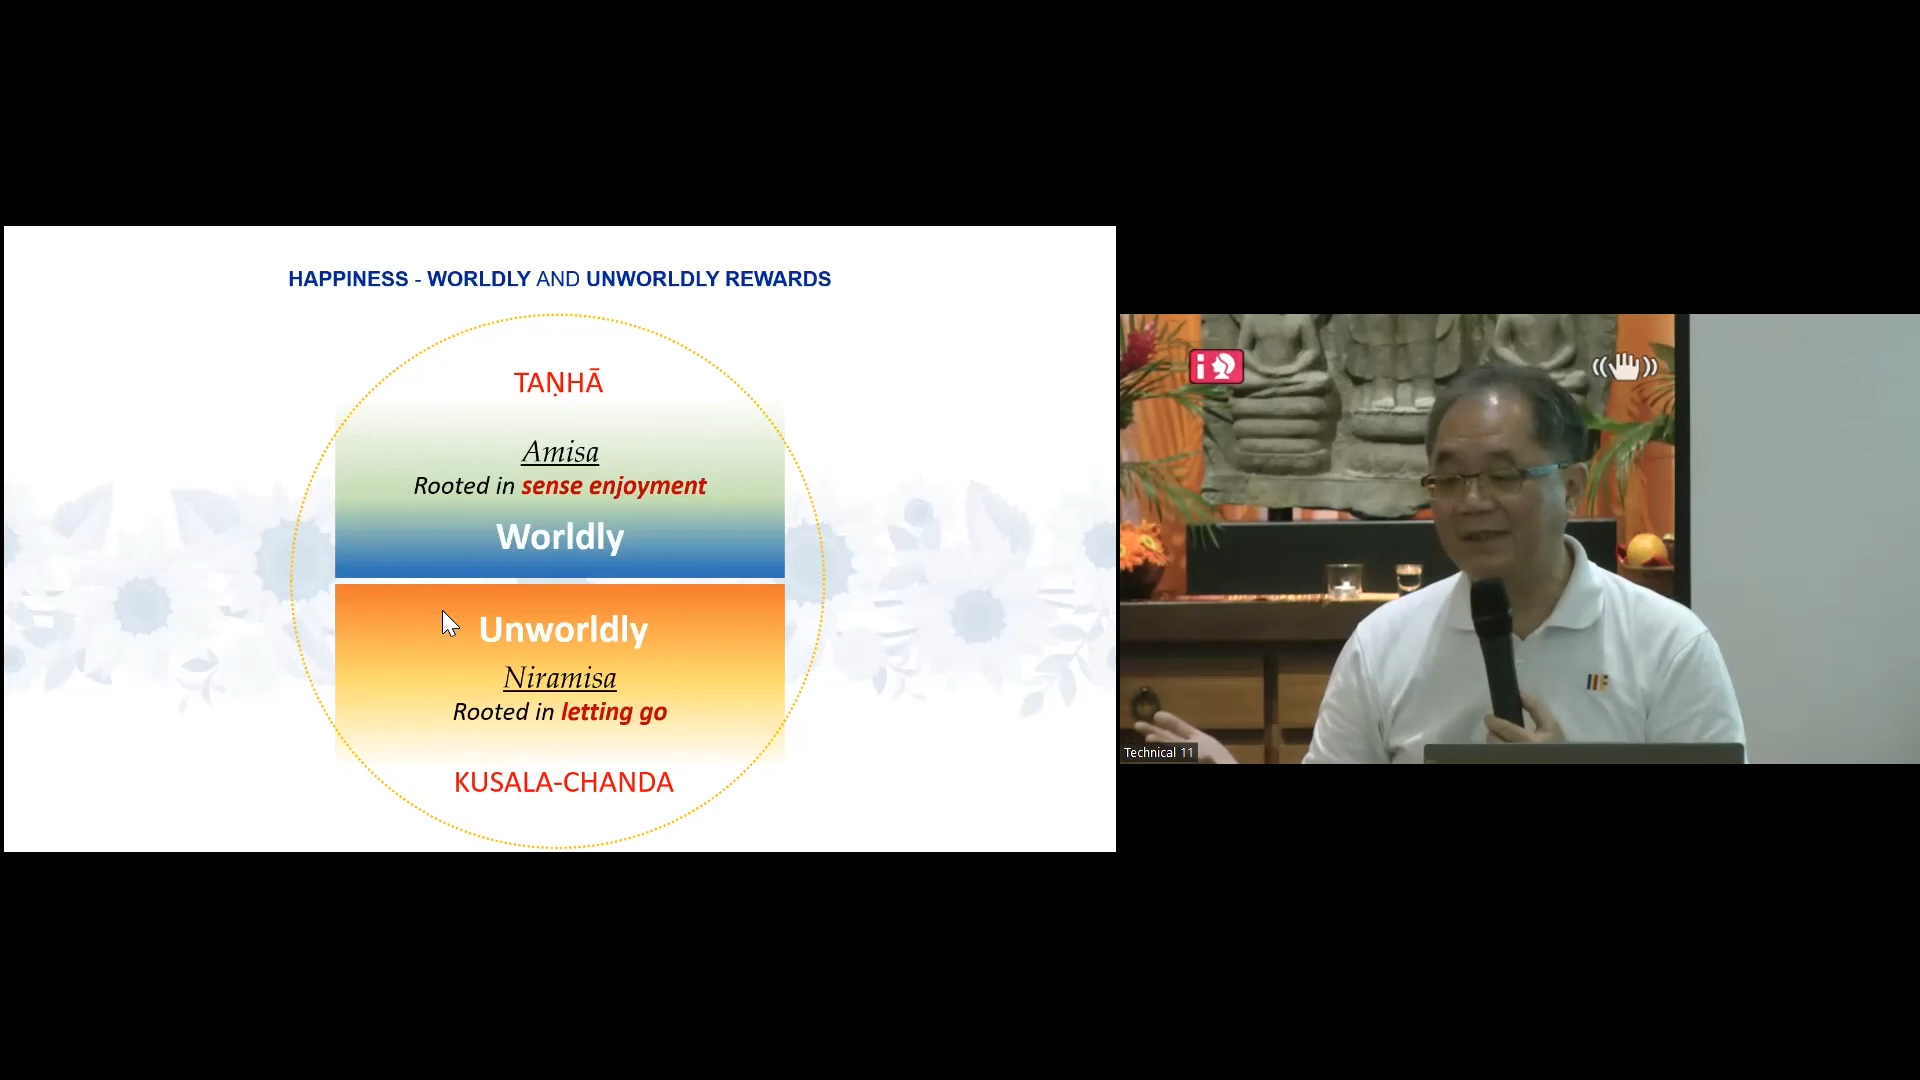 HAPPINESS - WORLDLY AND UNWORLDLY REWARDS
TAṆHĀ
Amisa
Rooted in sense enjoyment
Worldly
Unworldly
Niramisa
Rooted in letting go
KUSALA-CHANDA
Technical 11